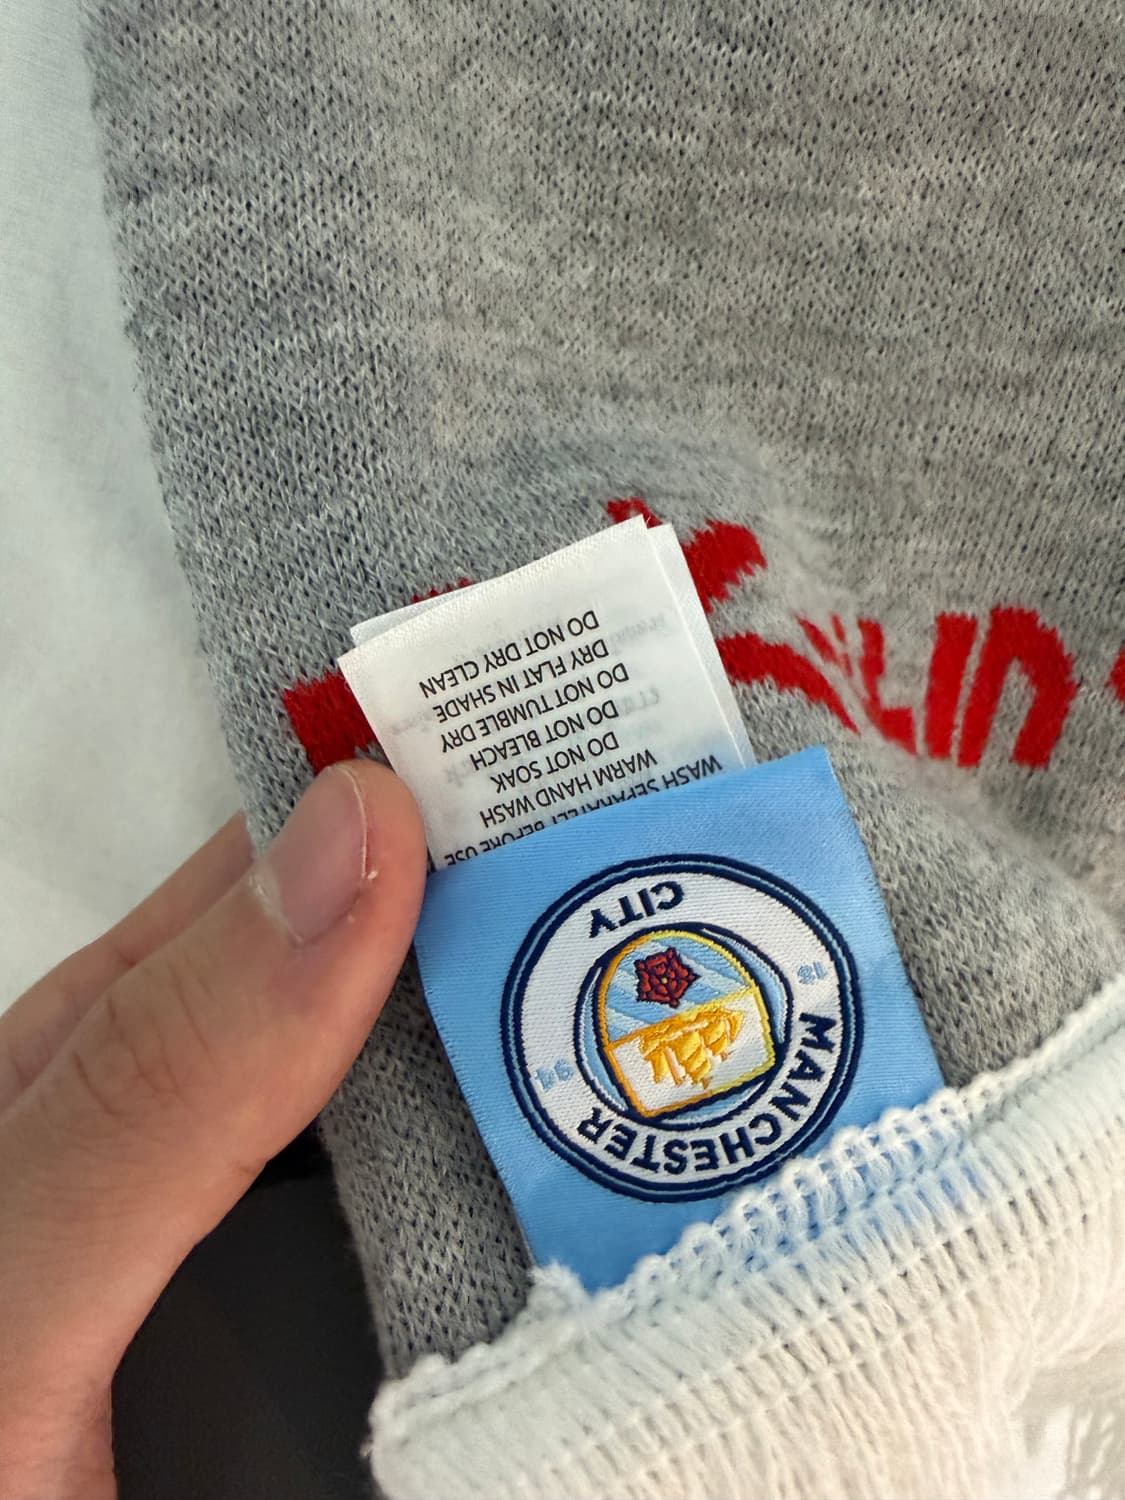 MANCHESTER
18 94
CITY
WASH SEPARATELY BEFORE USE
WARM HAND WASH
DO NOT SOAK
DO NOT BLEACH
DO NOT TUMBLE DRY
DRY FLAT IN SHADE
DO NOT DRY CLEAN